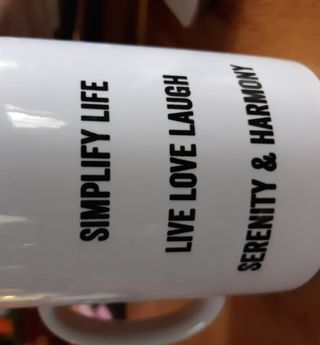 SIMPLIFY LIFE
LIVE LOVE LAUGH
SERENITY & HARMONY